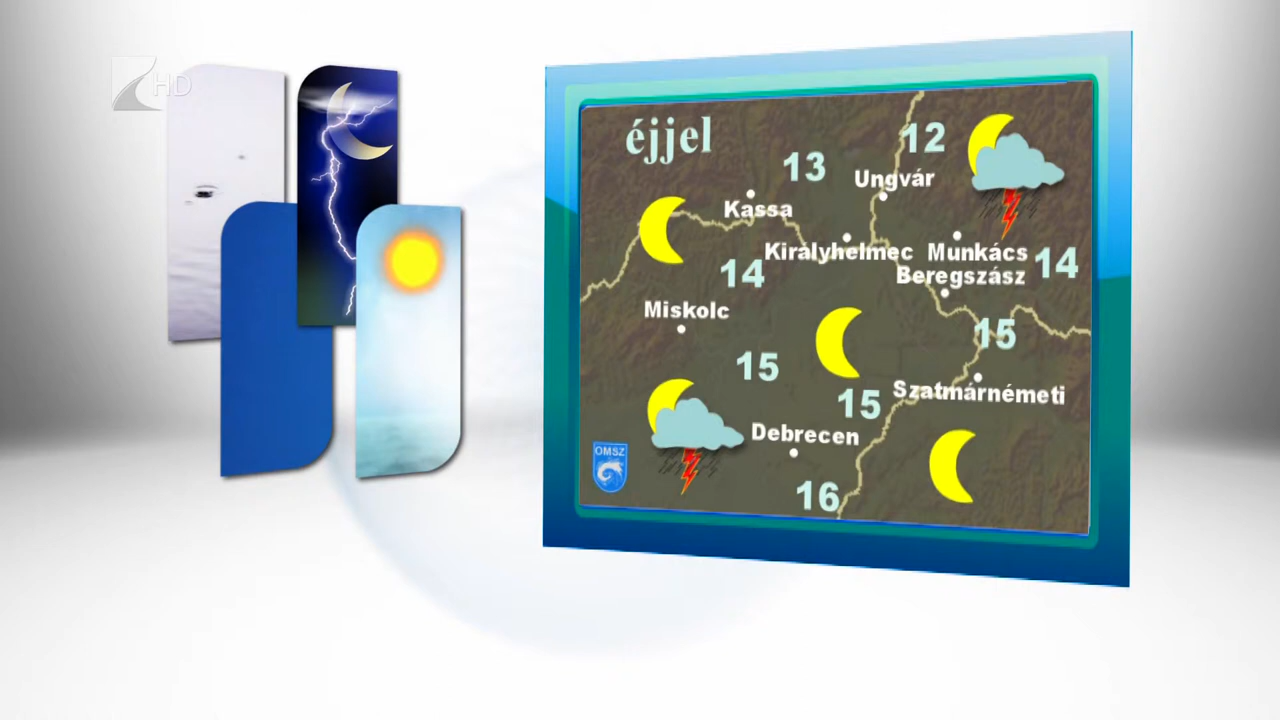 HD
éjjel
12
13
Ungvár
Kassa
Királyhelmec
Munkács
14
14
Beregszász
Miskolc
15
15
Szatmárnémeti
15
Debrecen
OMSZ
16